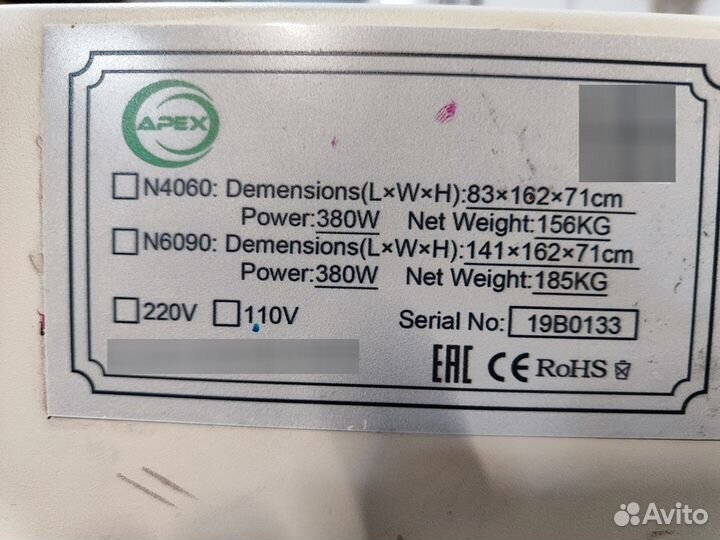 APEX
N4060: Demensions(L×W×H):83×162×71cm
Power:380W Net Weight:156KG
N6090: Demensions(L×W×H):141×162×71cm
Power:380W Net Weight:185KG
220V 110V Serial No: 19B0133
EAC CE RoHS
Avito